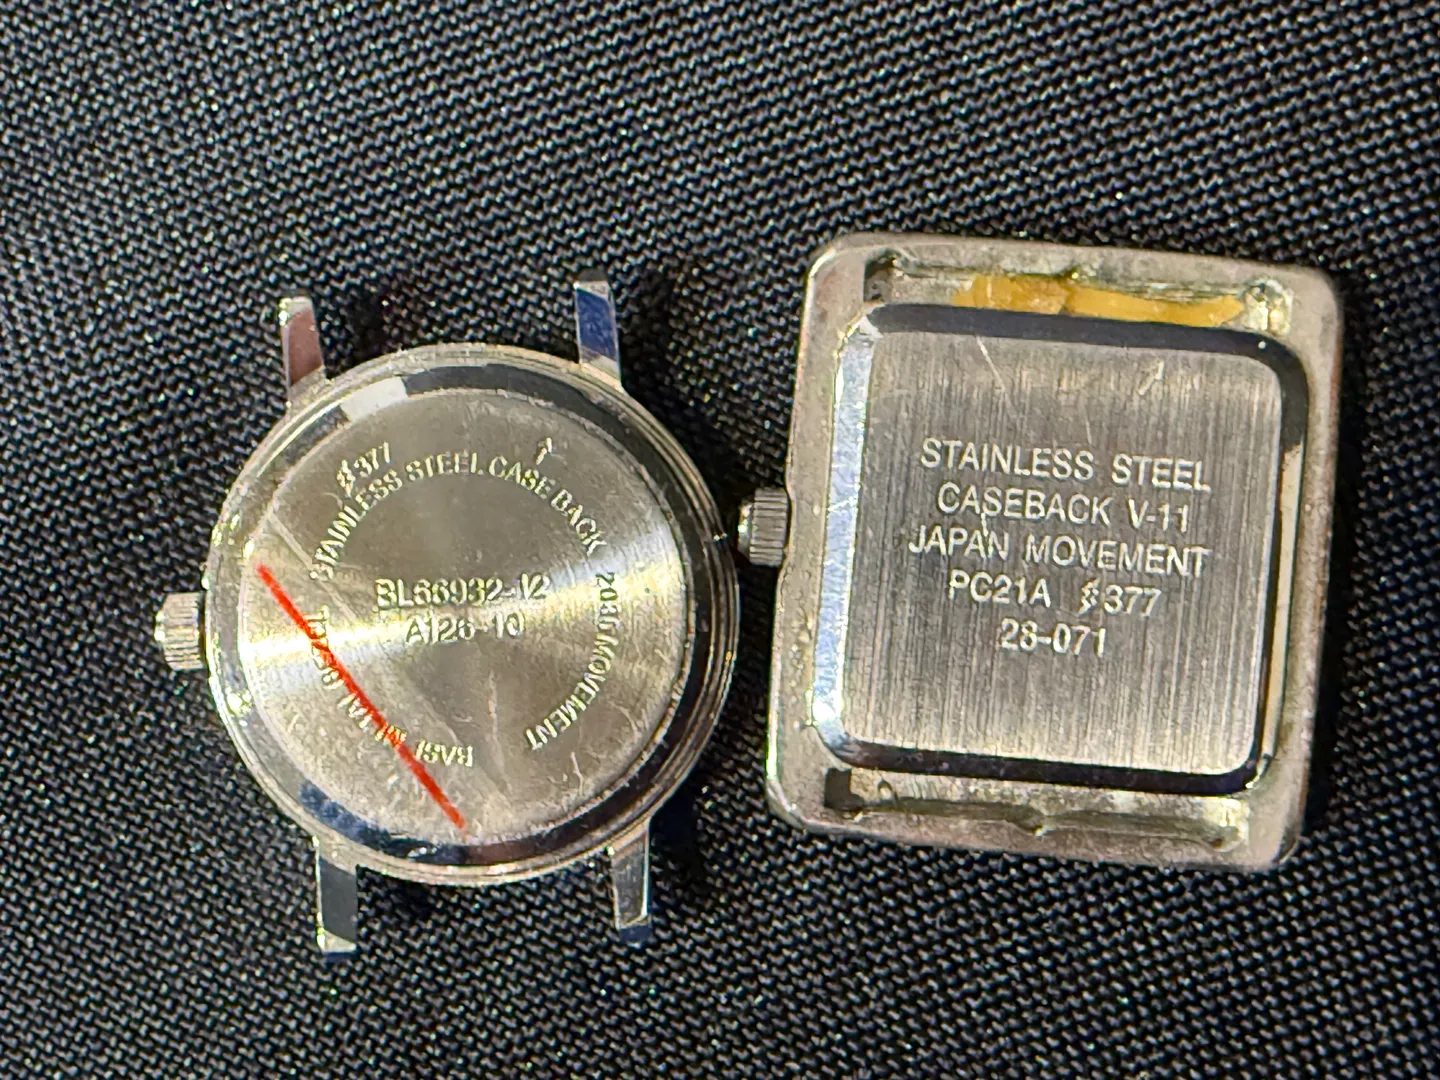 377
STAINLESS STEEL CASE BACK
2035 MOVEMENT
BASE METAL BEZEL
BL66932-12
A126-10
STAINLESS STEEL
CASEBACK V-11
JAPAN MOVEMENT
PC21A 377
28-071